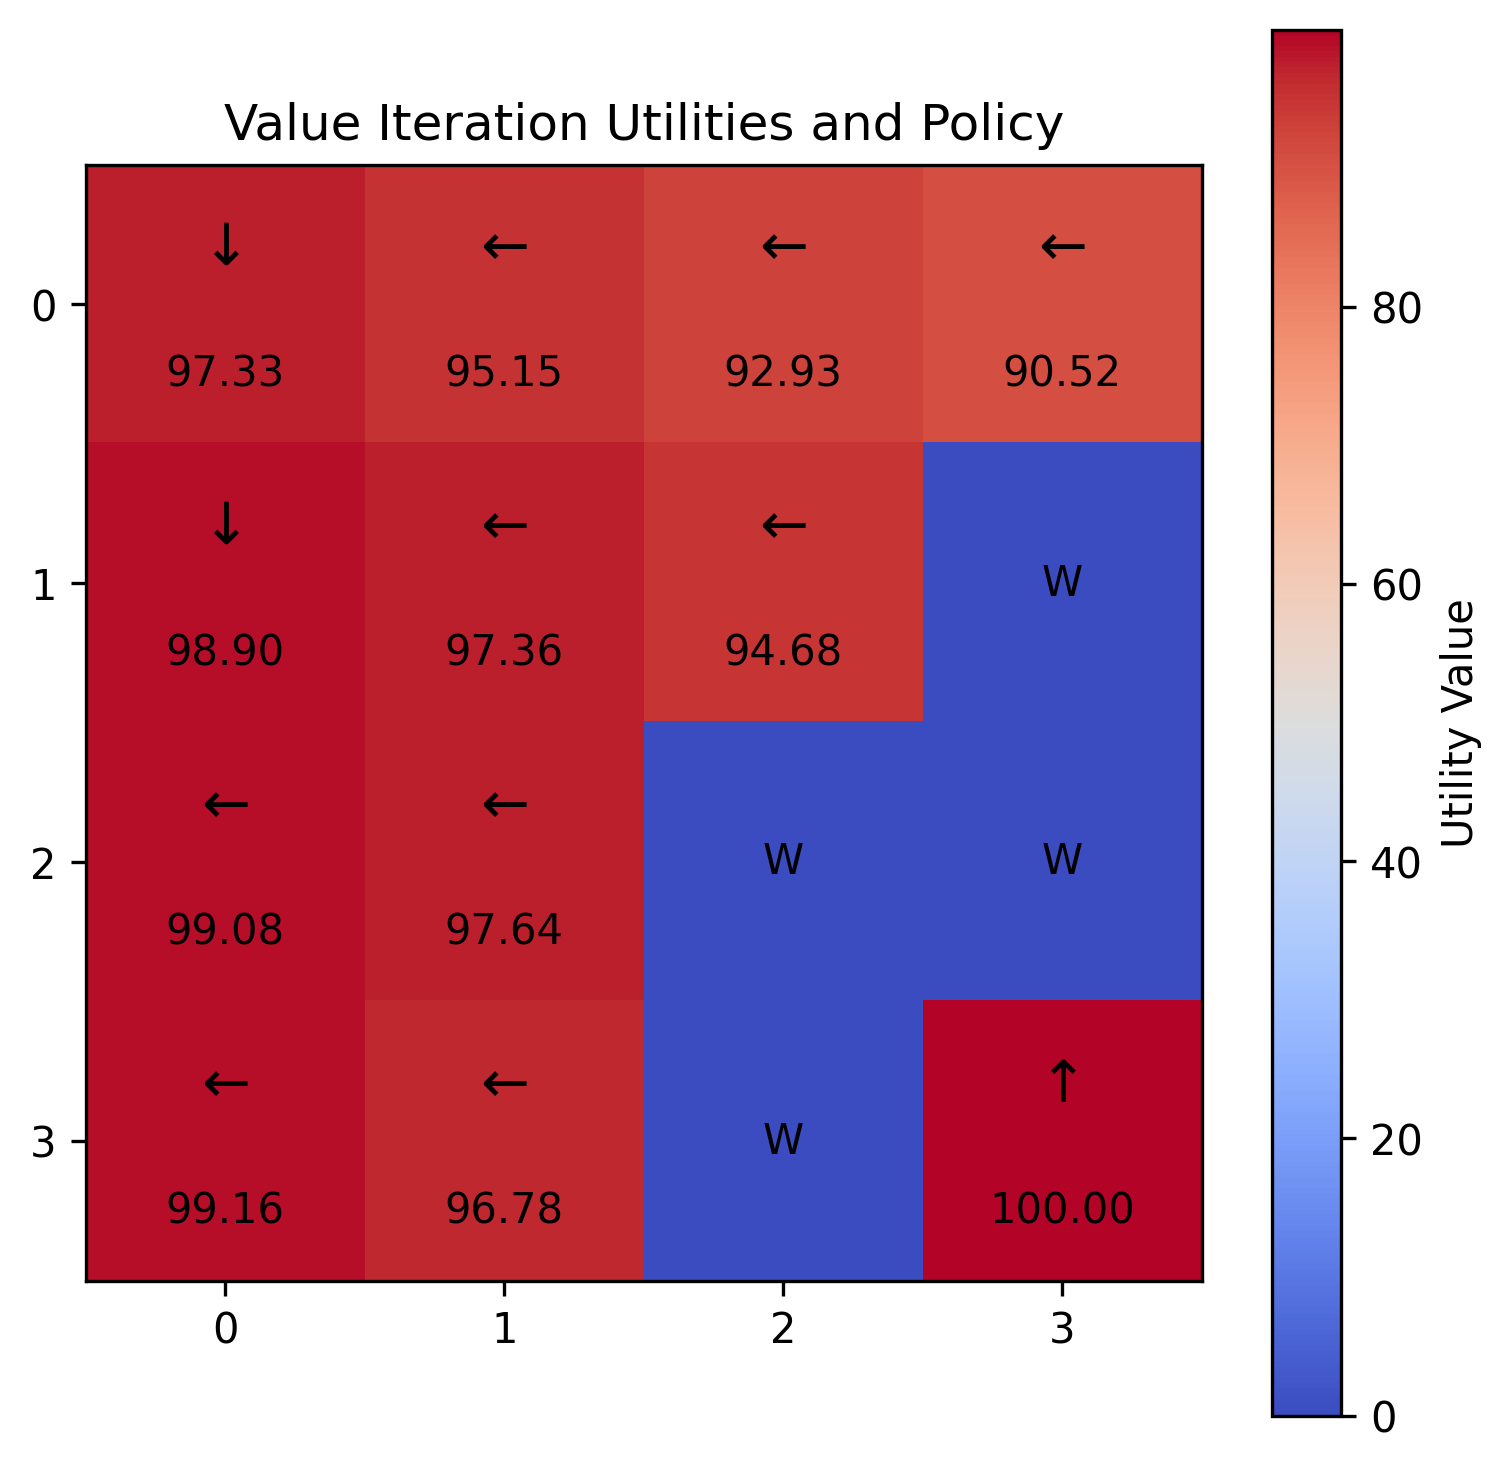 Value Iteration Utilities and Policy
↓ ← ← ←
0
97.33 95.15 92.93 90.52
80
↓ ← ←
1 W 60
98.90 97.36 94.68
Utility Value
← ←
2 W W 40
99.08 97.64
← ← ↑
3 W 20
99.16 96.78 100.00
0 1 2 3
0